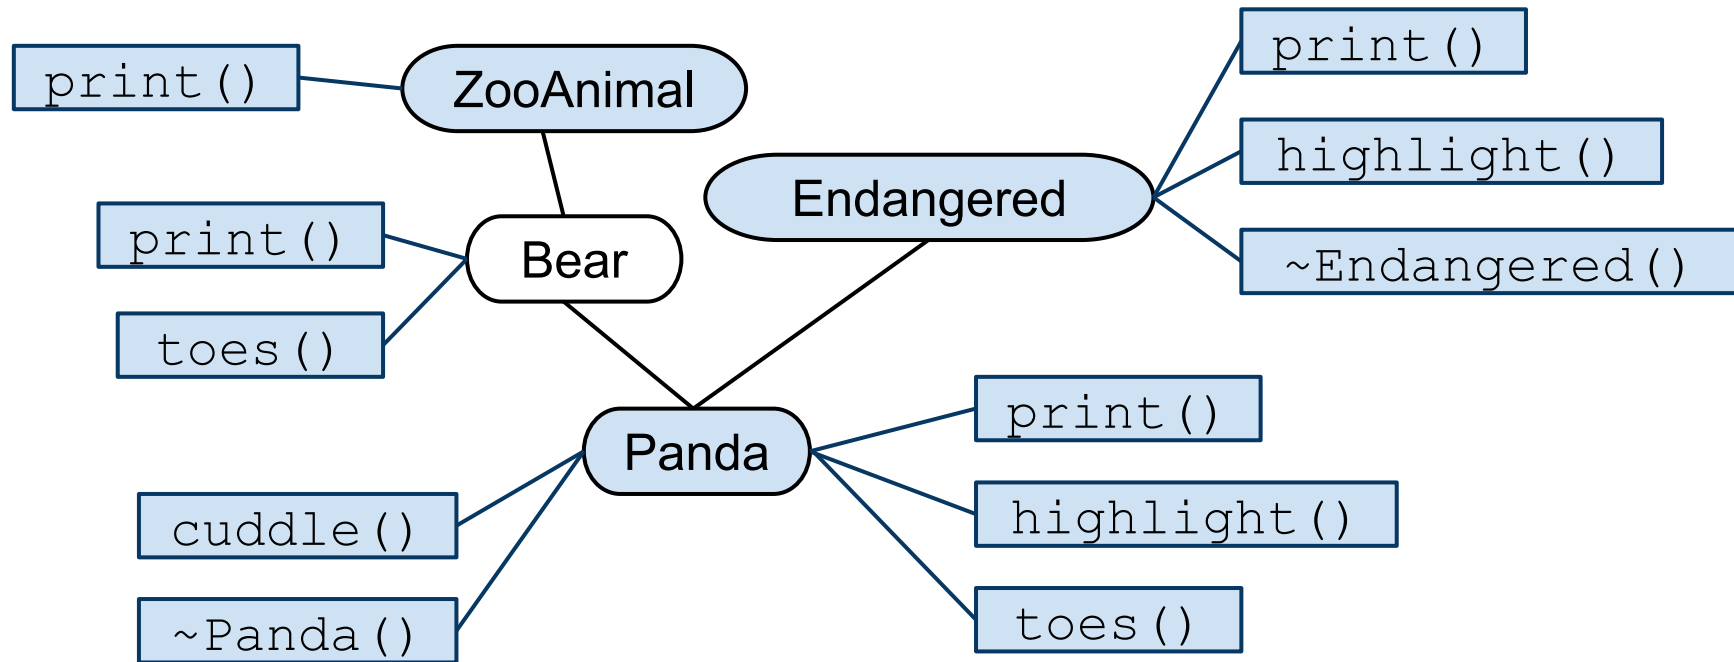 print()
ZooAnimal
print()
highlight()
Endangered
~Endangered()
print()
Bear
toes()
print()
Panda
highlight()
cuddle()
~Panda()
toes()